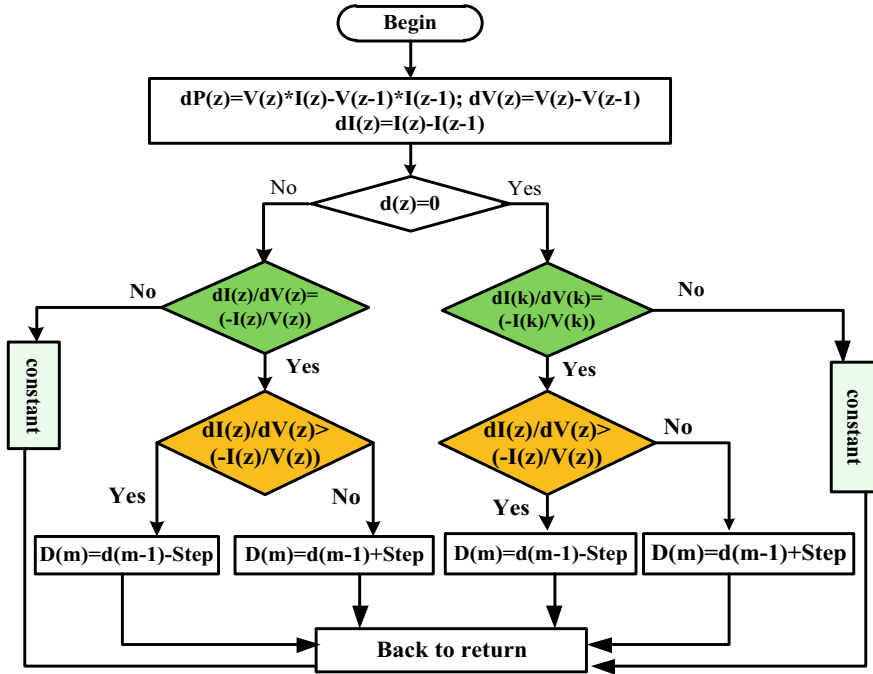 Begin
dP(z)=V(z)*I(z)-V(z-1)*I(z-1); dV(z)=V(z)-V(z-1)
dI(z)=I(z)-I(z-1)
No
Yes
d(z)=0
No
dI(z)/dV(z)=
(-I(z)/V(z))
dI(k)/dV(k)=
(-I(k)/V(k))
No
constant
Yes
Yes
constant
dI(z)/dV(z)>
(-I(z)/V(z))
dI(z)/dV(z)>
(-I(z)/V(z))
No
Yes
No
Yes
D(m)=d(m-1)-Step
D(m)=d(m-1)+Step
D(m)=d(m-1)-Step
D(m)=d(m-1)+Step
Back to return